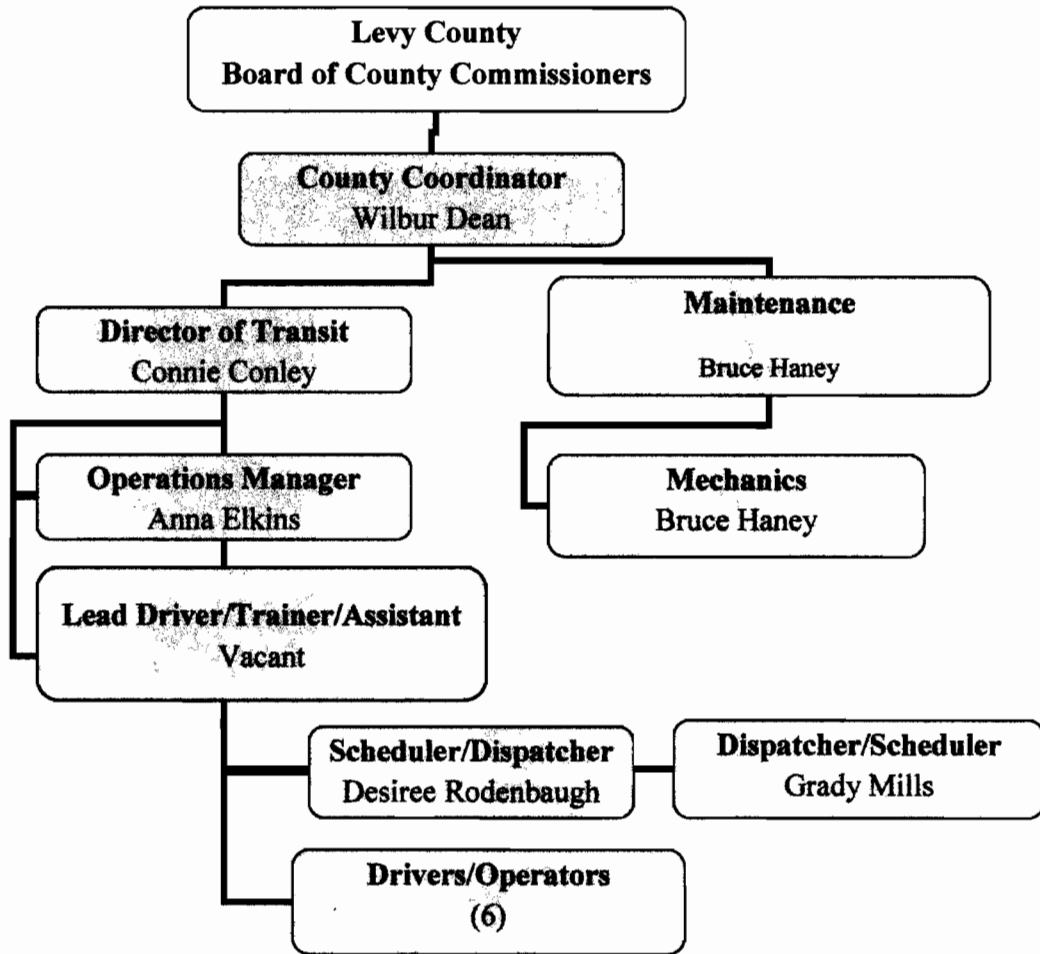 Levy County
Board of County Commissioners
County Coordinator
Wilbur Dean
Director of Transit
Connie Conley
Maintenance
Bruce Haney
Operations Manager
Anna Elkins
Mechanics
Bruce Haney
Lead Driver/Trainer/Assistant
Vacant
Scheduler/Dispatcher
Desiree Rodenbaugh
Dispatcher/Scheduler
Grady Mills
Drivers/Operators
(6)